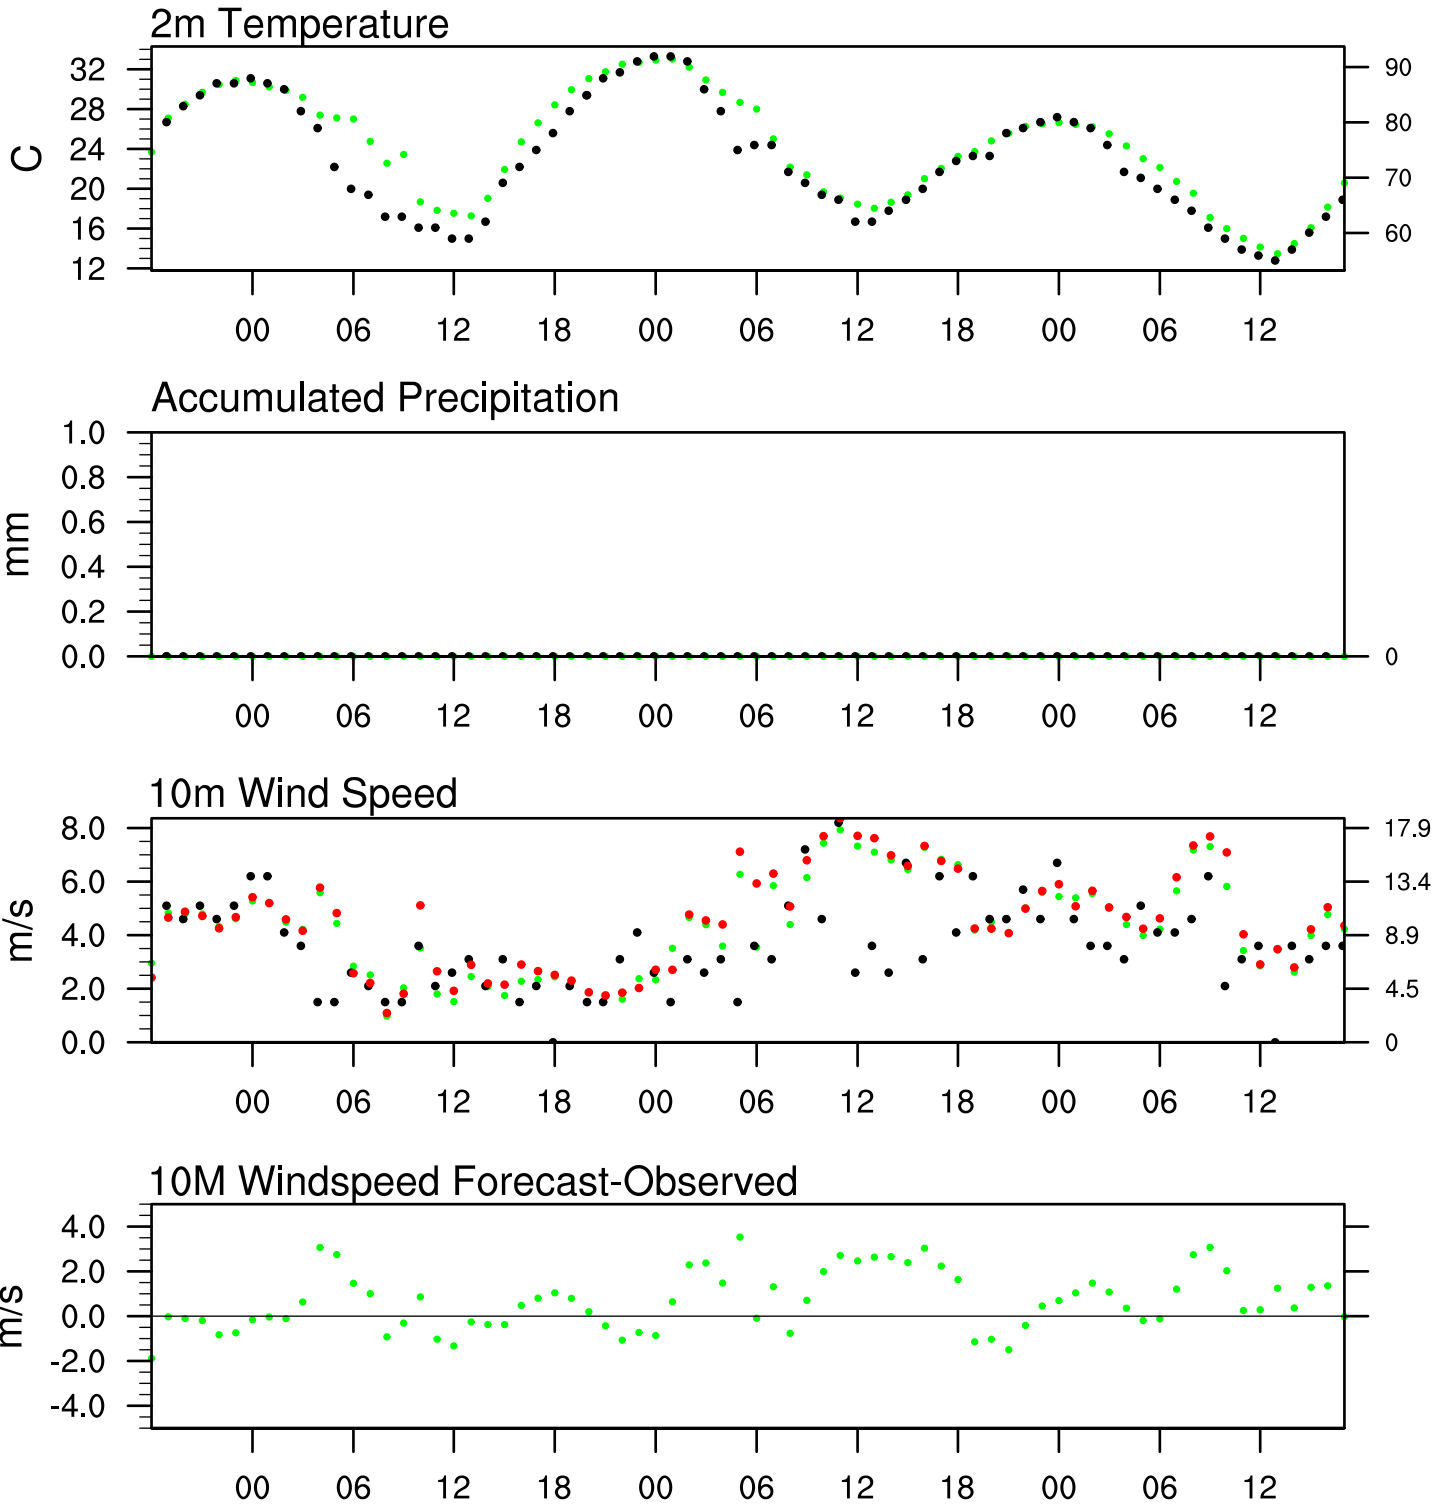 2m Temperature
32 90
28 80
24
C
20 70
16 60
12
00 06 12 18 00 06 12 18 00 06 12
Accumulated Precipitation
1.0
0.8
0.6
mm
0.4
0.2
0.0 0
00 06 12 18 00 06 12 18 00 06 12
10m Wind Speed
8.0 17.9
6.0 13.4
m/s
4.0 8.9
2.0 4.5
0.0 0
00 06 12 18 00 06 12 18 00 06 12
10M Windspeed Forecast-Observed
4.0
2.0
m/s
0.0
-2.0
-4.0
00 06 12 18 00 06 12 18 00 06 12